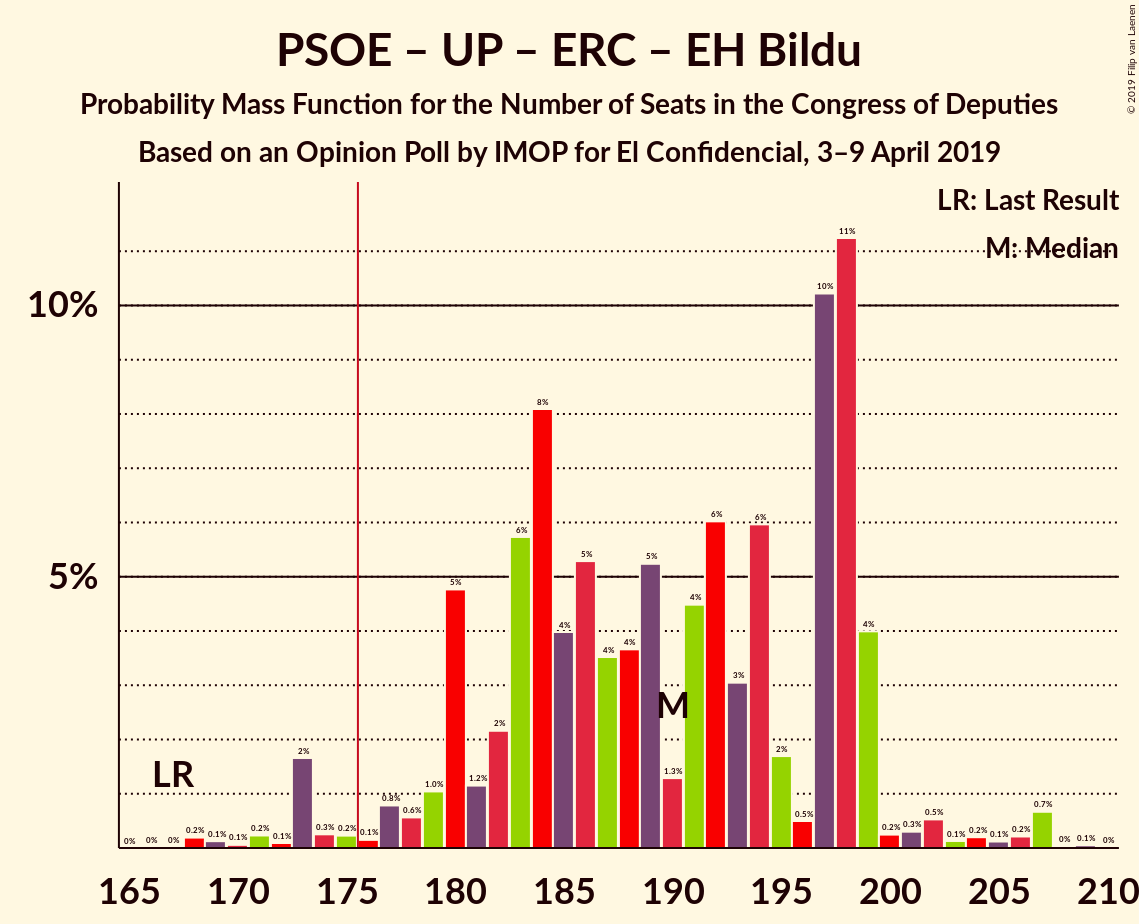 PSOE – UP – ERC – EH Bildu
Probability Mass Function for the Number of Seats in the Congress of Deputies
Based on an Opinion Poll by IMOP for El Confidencial, 3–9 April 2019
© 2019 Filip van Laenen
LR: Last Result
M: Median
10%
5%
0% 0% 0% 0.2% 0.1% 0.1% 0.2% 0.1% 2% 0.3% 0.2% 0.1% 0.8% 0.6% 1.0% 5% 1.2% 2% 6% 8% 4% 5% 4% 4% 5% 1.3% 4% 6% 3% 6% 2% 0.5% 10% 11% 4% 0.2% 0.3% 0.5% 0.1% 0.2% 0.1% 0.2% 0.7% 0% 0.1% 0%
LR
M
165 170 175 180 185 190 195 200 205 210